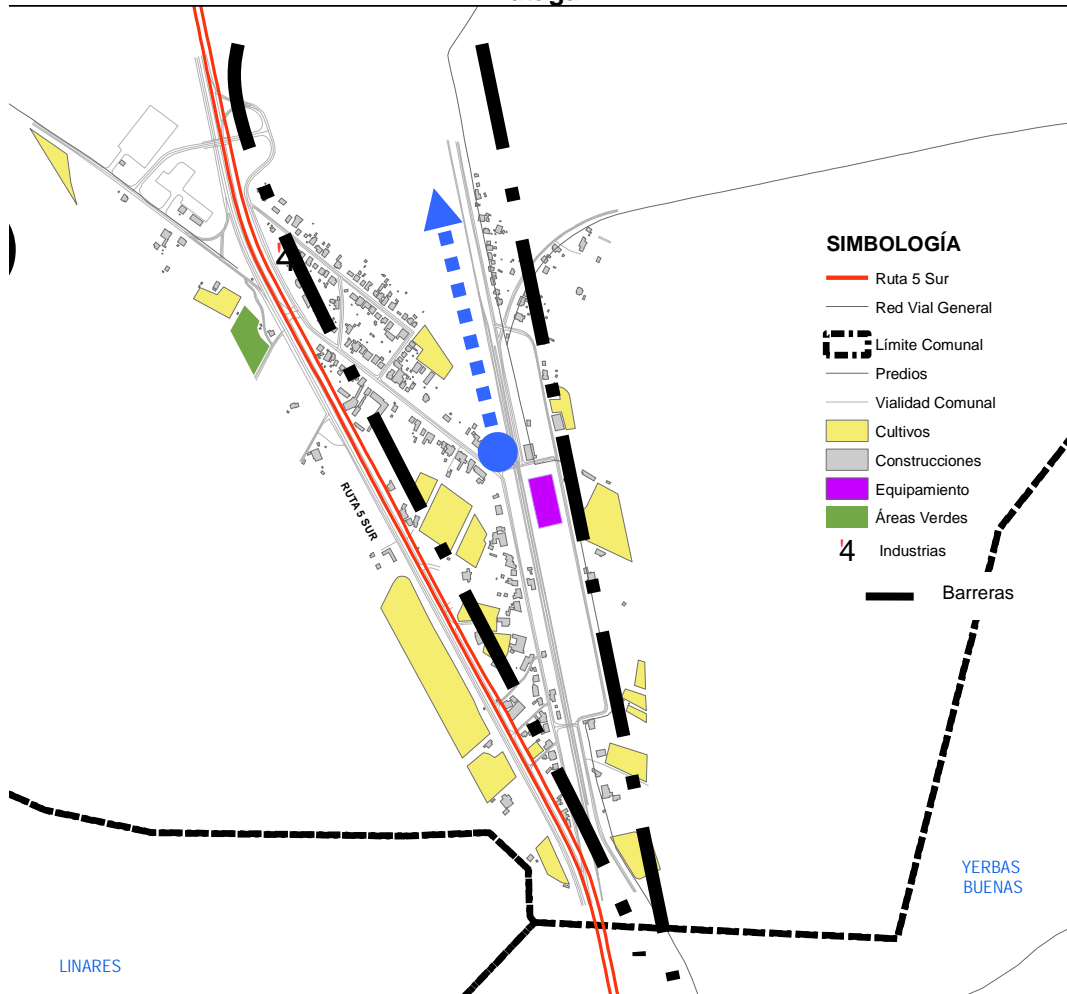 4
RUTA 5 SUR
SIMBOLOGÍA
Ruta 5 Sur
Red Vial General
Límite Comunal
Predios
Vialidad Comunal
Cultivos
Construcciones
Equipamiento
Áreas Verdes
4 Industrias
Barreras
YERBAS
BUENAS
LINARES